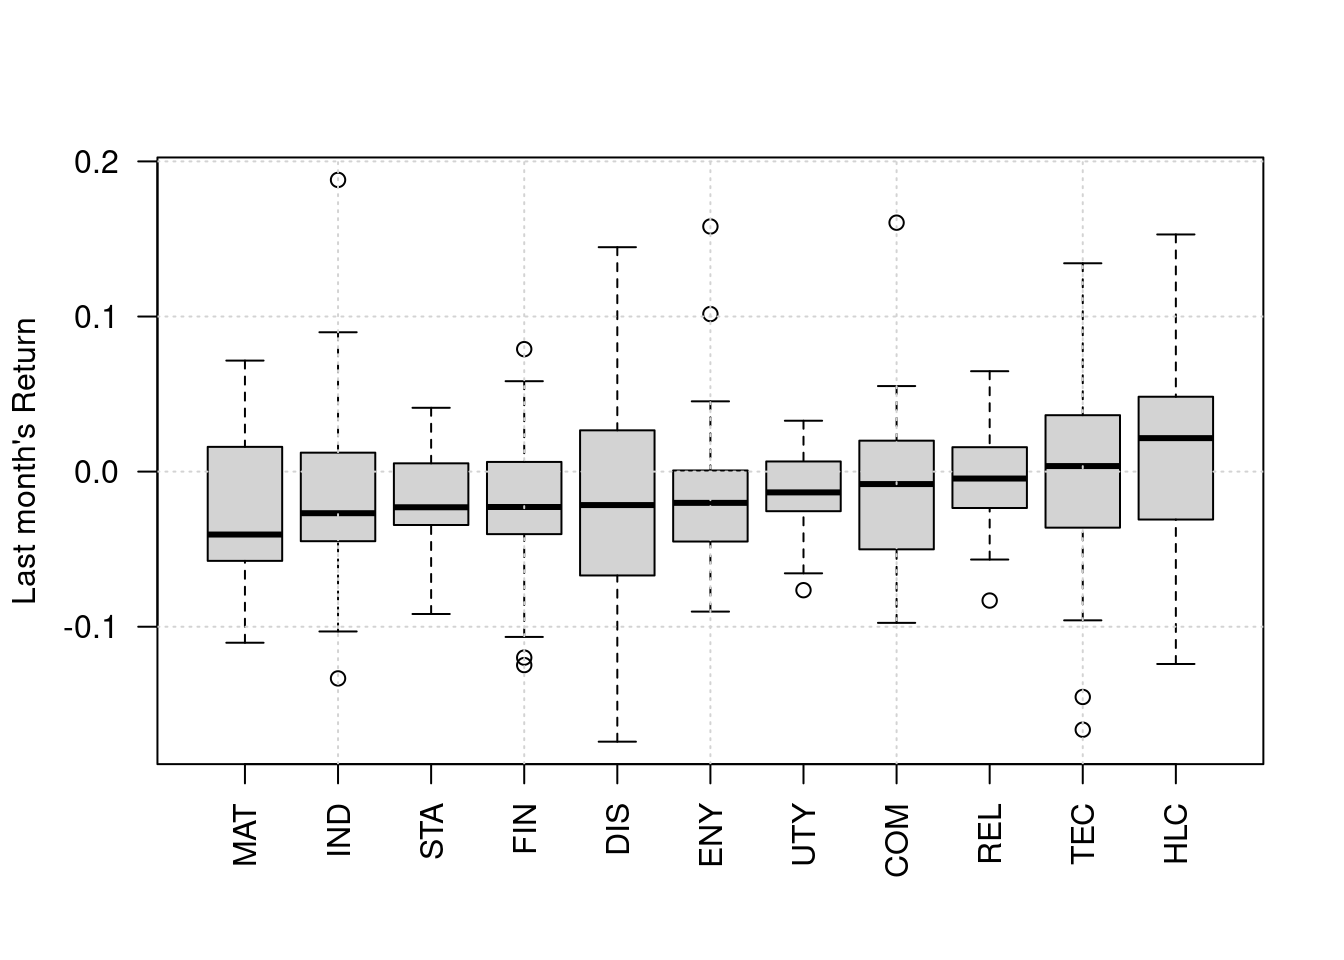 Last month's Return
0.2
0.1
0.0
-0.1
MAT
IND
STA
FIN
DIS
ENY
UTY
COM
REL
TEC
HLC